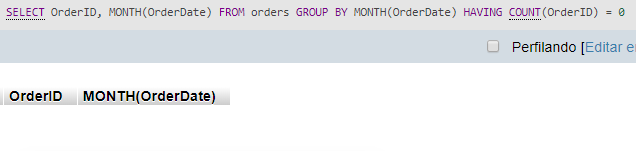 SELECT OrderID, MONTH(OrderDate) FROM orders GROUP BY MONTH(OrderDate) HAVING COUNT(OrderID) = 0
Perfilando [Editar e
OrderID MONTH(OrderDate)